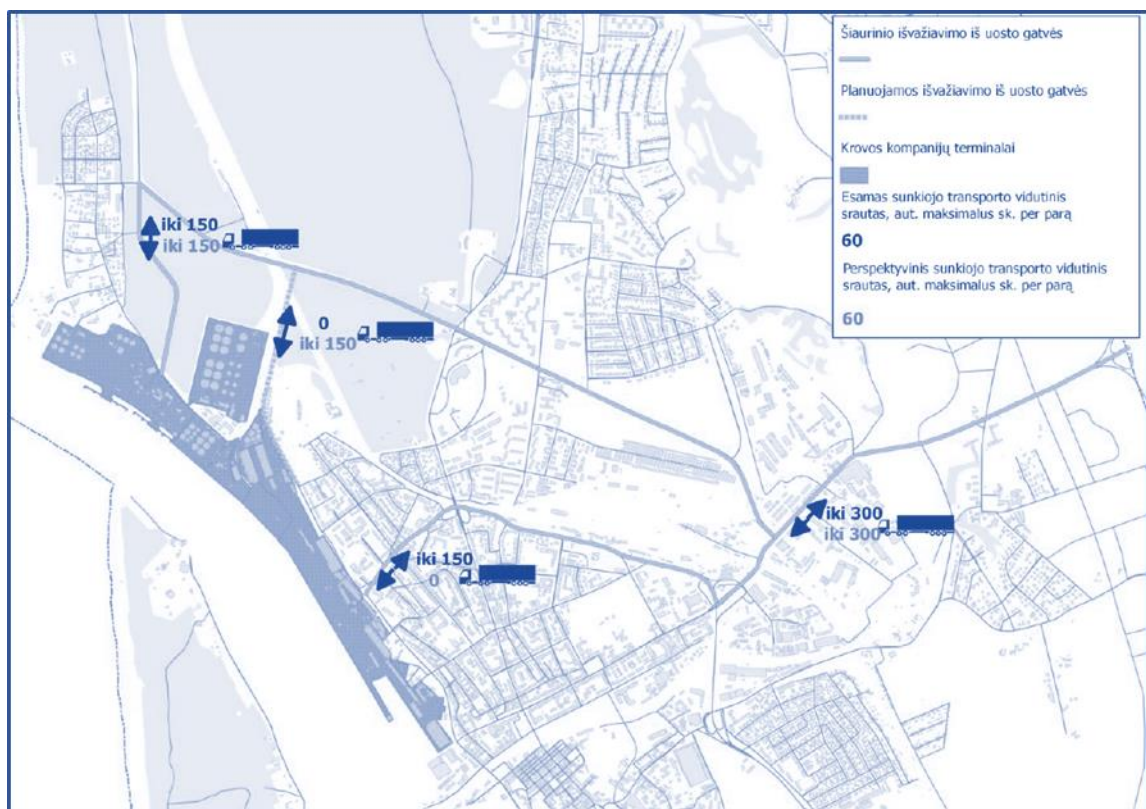 Šiaurinio išvažiavimo iš uosto gatvės
Planuojamos išvažiavimo iš uosto gatvės
Krovos kompanijų terminalai
Esamas sunkiojo transporto vidutinis
srautas, aut. maksimalus sk. per parą
60
Perspektyvinis sunkiojo transporto vidutinis
srautas, aut. maksimalus sk. per parą
60
iki 150
iki 150
0
iki 150
iki 300
iki 300
iki 150
0